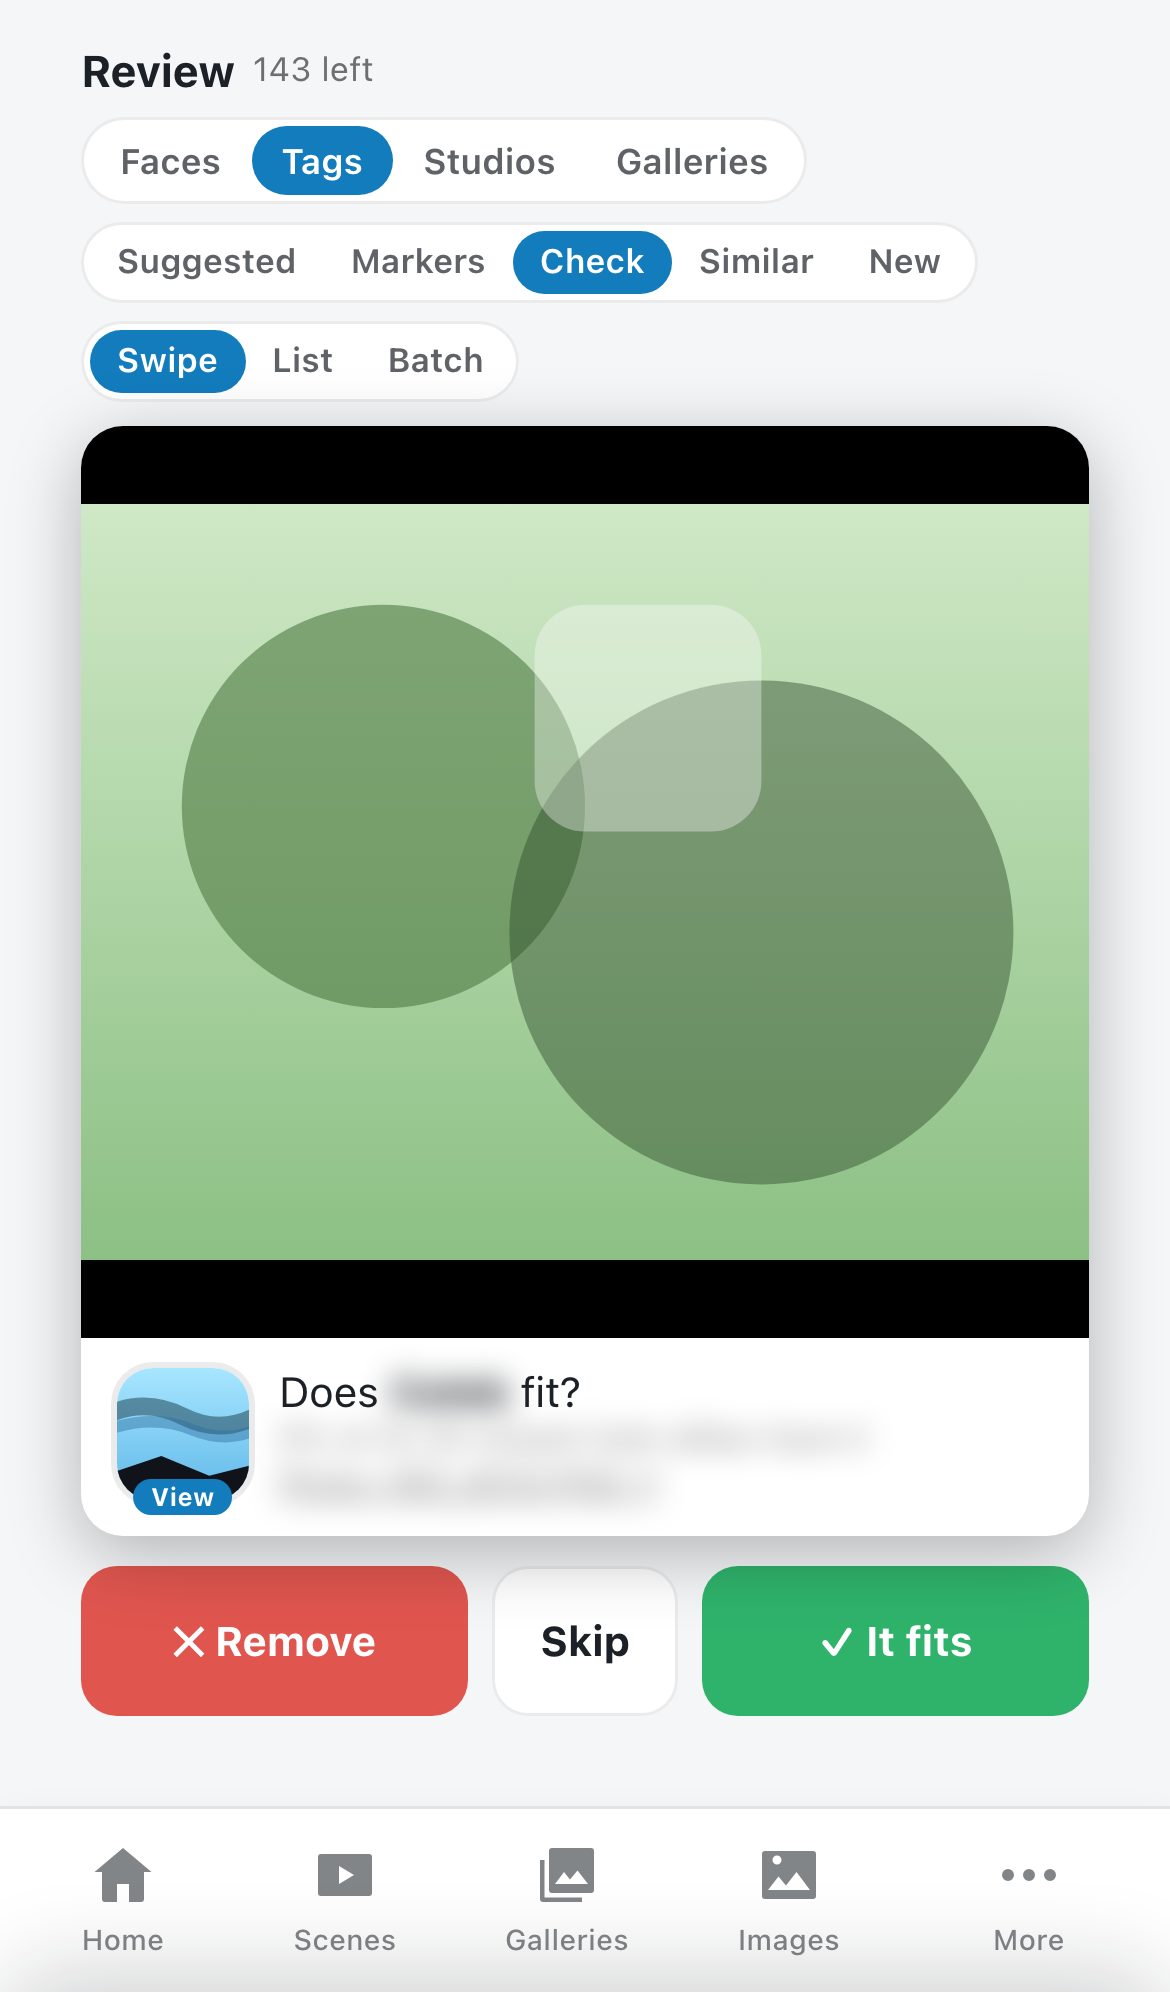 Review 143 left
Faces Tags Studios Galleries
Suggested Markers Check Similar New
Swipe List Batch
Does fit?
View
Remove Skip It fits
Home Scenes Galleries Images More